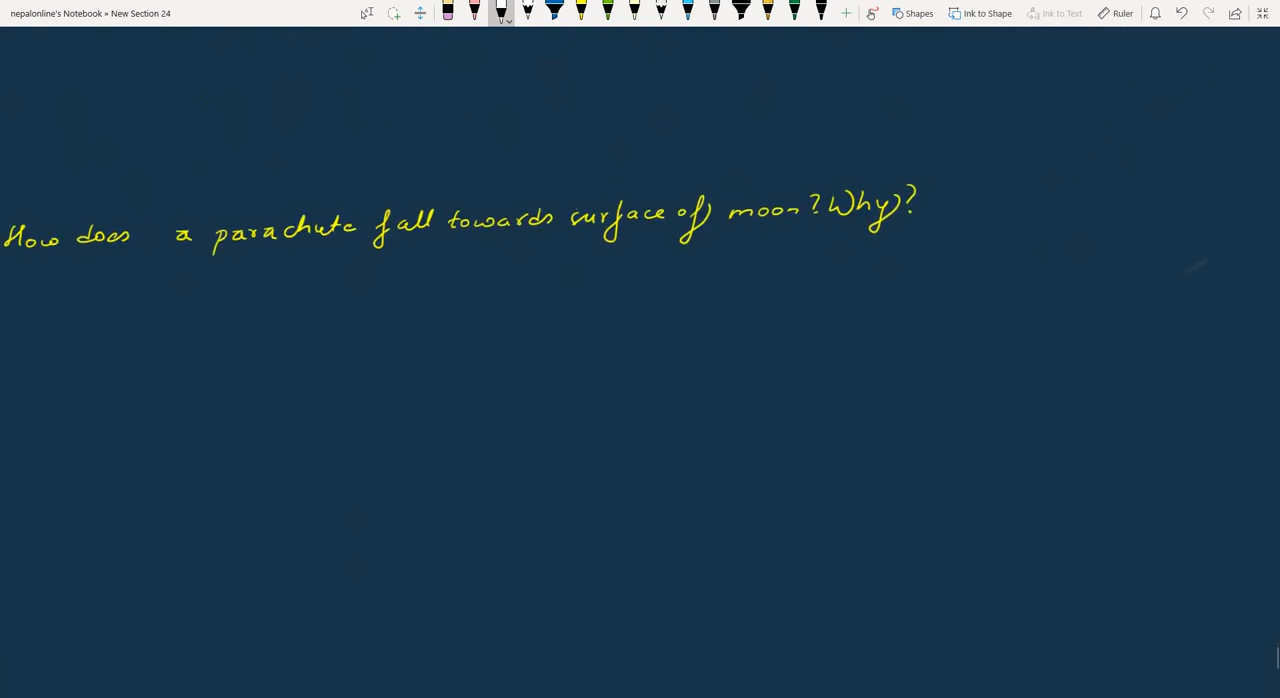 nepalonline's Notebook » New Section 24
Shapes Ink to Shape Ink to Text Ruler
How does a parachute fall towards surface of moon? Why?